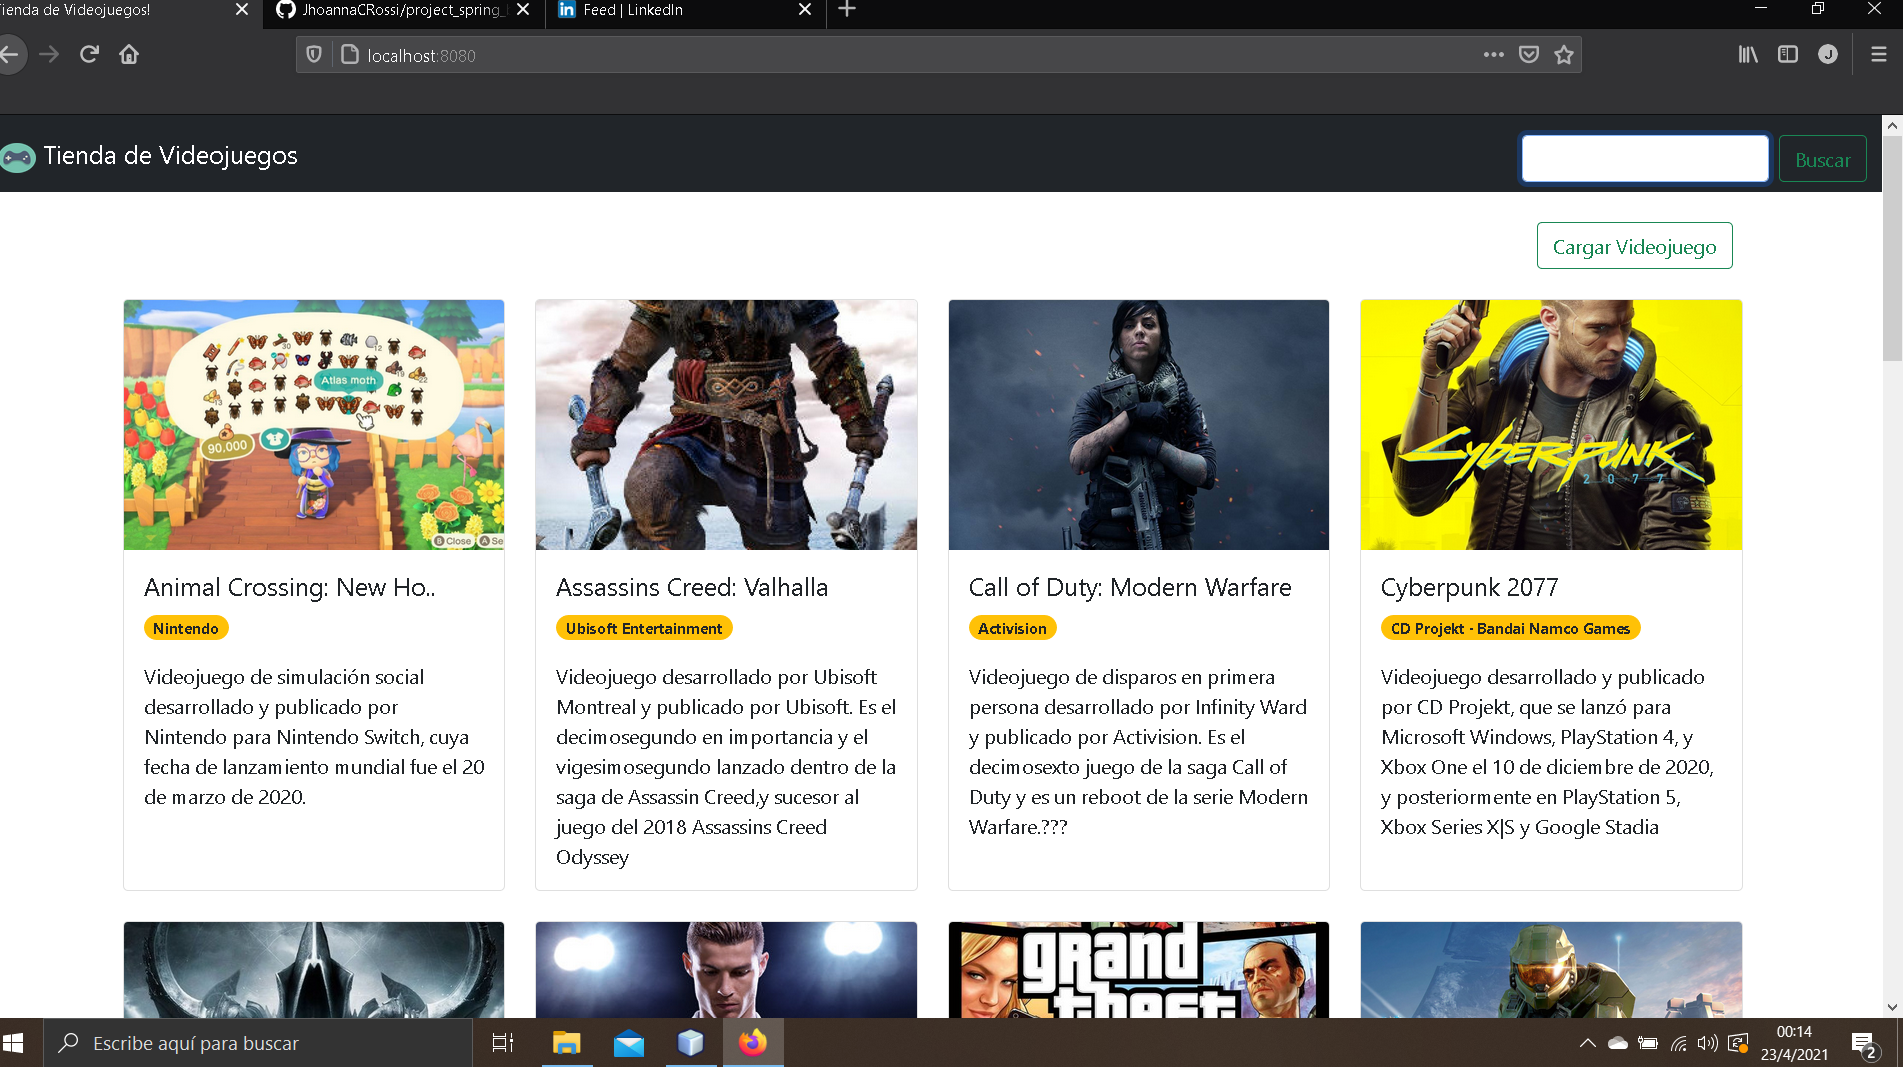 ienda de Videojuegos!
JhoannaCRossi/project_spring_
Feed | LinkedIn
localhost:8080
J
Tienda de Videojuegos
Buscar
Cargar Videojuego
30
12
Atlas moth
19
22
13
90,000
B Close
A Se
CYBERPUNK
2077
Animal Crossing: New Ho..
Nintendo
Videojuego de simulación social
desarrollado y publicado por
Nintendo para Nintendo Switch, cuya
fecha de lanzamiento mundial fue el 20
de marzo de 2020.
Assassins Creed: Valhalla
Ubisoft Entertainment
Videojuego desarrollado por Ubisoft
Montreal y publicado por Ubisoft. Es el
decimosegundo en importancia y el
vigesimosegundo lanzado dentro de la
saga de Assassin Creed,y sucesor al
juego del 2018 Assassins Creed
Odyssey
Call of Duty: Modern Warfare
Activision
Videojuego de disparos en primera
persona desarrollado por Infinity Ward
y publicado por Activision. Es el
decimosexto juego de la saga Call of
Duty y es un reboot de la serie Modern
Warfare.???
Cyberpunk 2077
CD Projekt - Bandai Namco Games
Videojuego desarrollado y publicado
por CD Projekt, que se lanzó para
Microsoft Windows, PlayStation 4, y
Xbox One el 10 de diciembre de 2020,
y posteriormente en PlayStation 5,
Xbox Series X|S y Google Stadia
grand
theft
Escribe aquí para buscar
00:14
23/4/2021
2